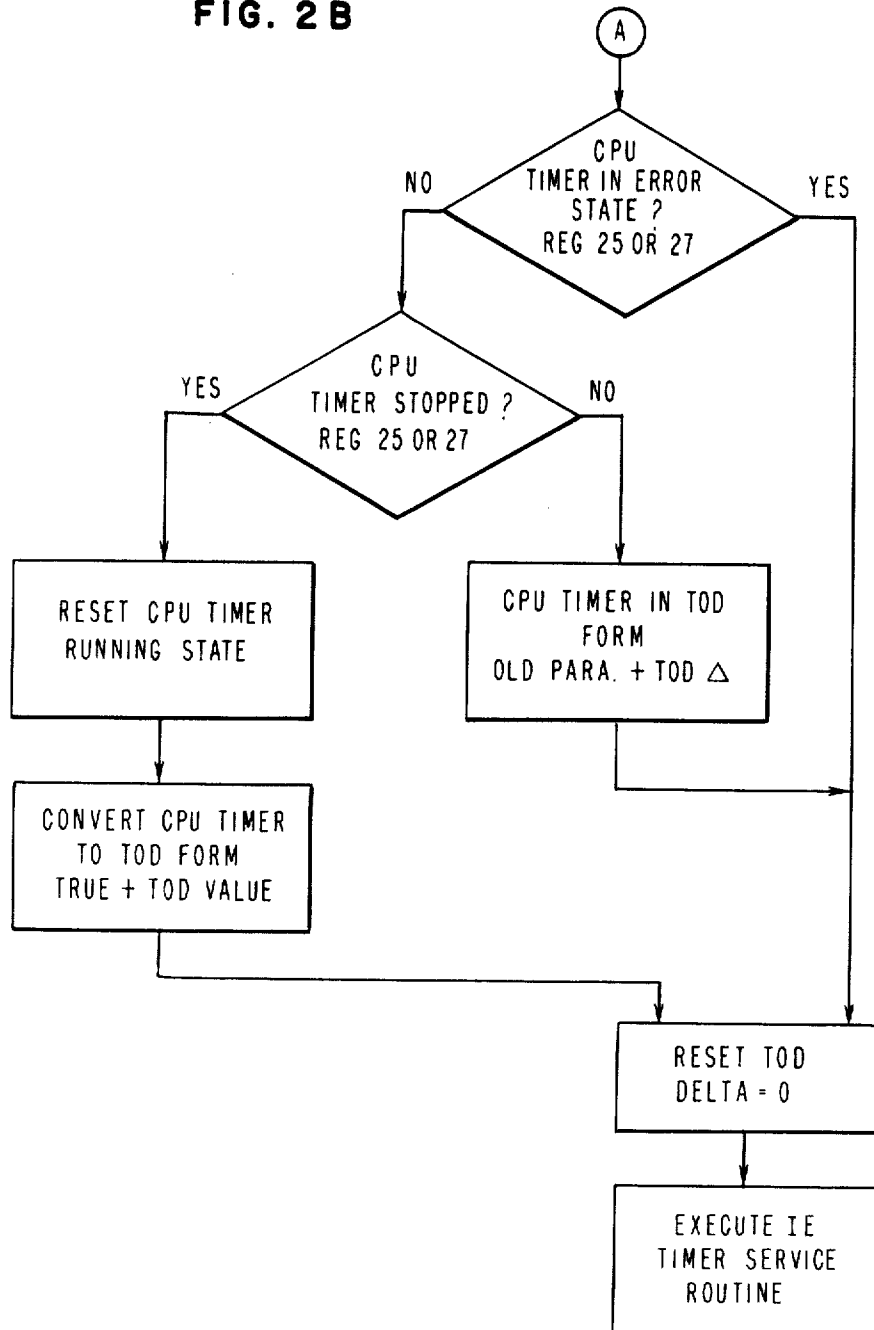 FIG. 2B
A
CPU
TIMER IN ERROR
STATE ?
REG 25 OR 27
NO
YES
CPU
TIMER STOPPED ?
REG 25 OR 27
YES
NO
RESET CPU TIMER
RUNNING STATE
CPU TIMER IN TOD
FORM
OLD PARA. + TOD △
CONVERT CPU TIMER
TO TOD FORM
TRUE + TOD VALUE
RESET TOD
DELTA = 0
EXECUTE IE
TIMER SERVICE
ROUTINE